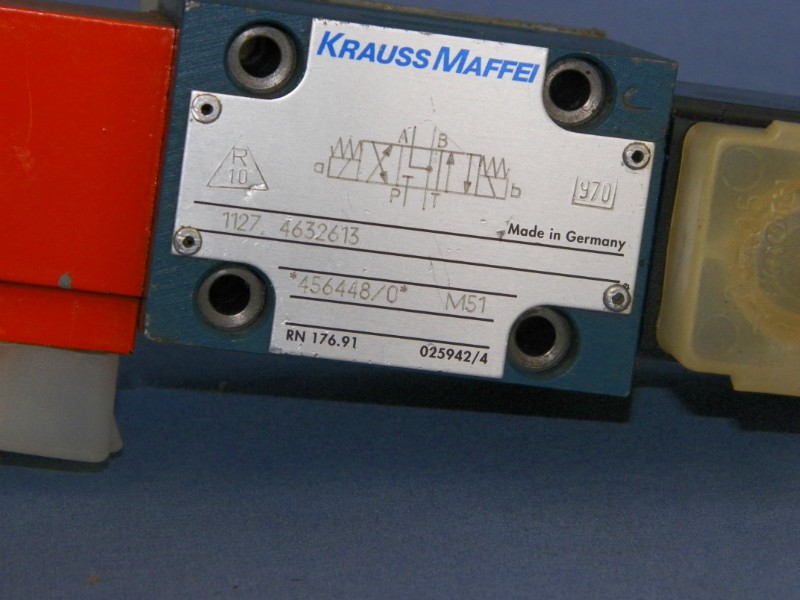 KRAUSS MAFFEI
R
10
A B
a b
P T
970
1127. 4632613
Made in Germany
*456448/0* M51
RN 176.91
025942/4